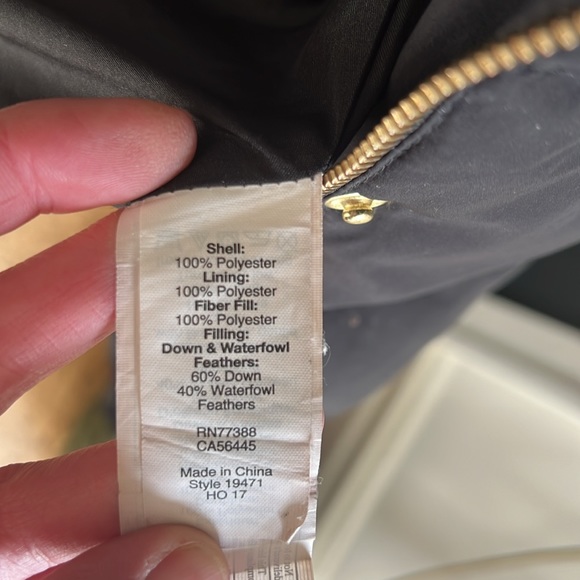 Shell:
100% Polyester
Lining:
100% Polyester
Fiber Fill:
100% Polyester
Filling:
Down & Waterfowl
Feathers:
60% Down
40% Waterfowl
Feathers
RN77388
CA56445
Made in China
Style 19471
HO 17